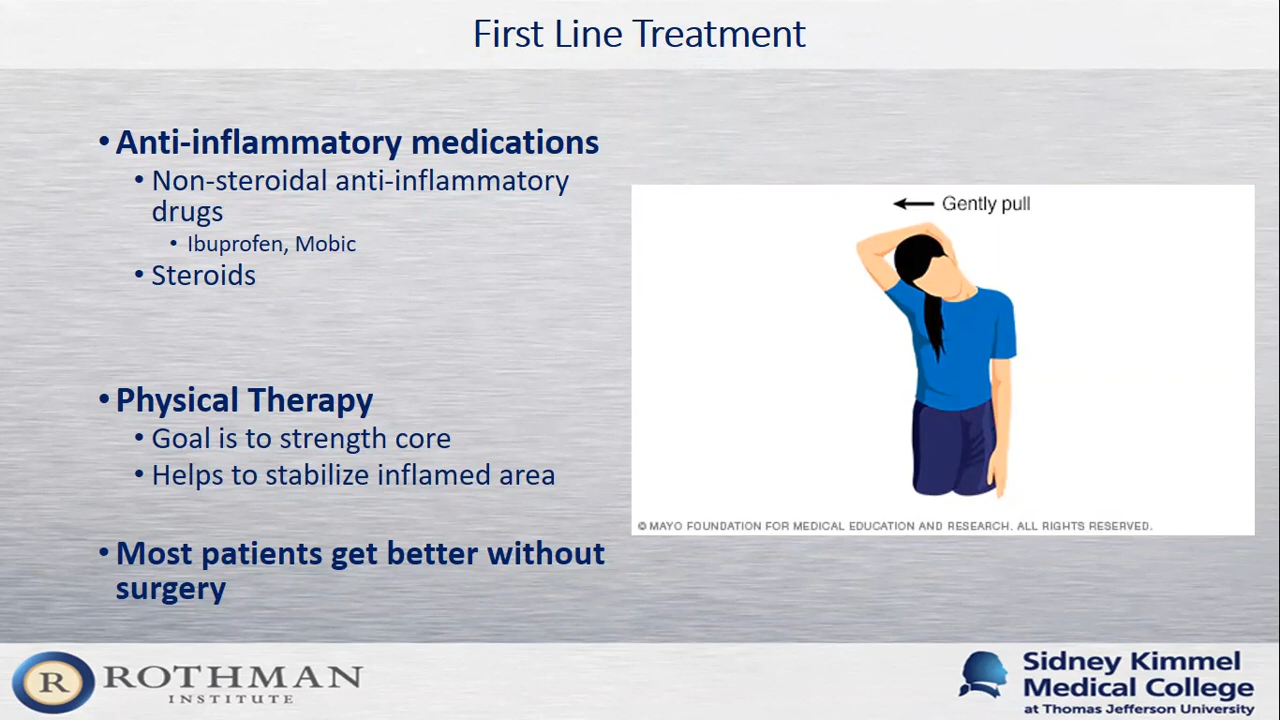 First Line Treatment
• Anti-inflammatory medications
• Non-steroidal anti-inflammatory
drugs
• Ibuprofen, Mobic
• Steroids
• Physical Therapy
• Goal is to strength core
• Helps to stabilize inflamed area
• Most patients get better without
surgery
Gently pull
© MAYO FOUNDATION FOR MEDICAL EDUCATION AND RESEARCH. ALL RIGHTS RESERVED.
R ROTHMAN
INSTITUTE
Sidney Kimmel
Medical College
at Thomas Jefferson University